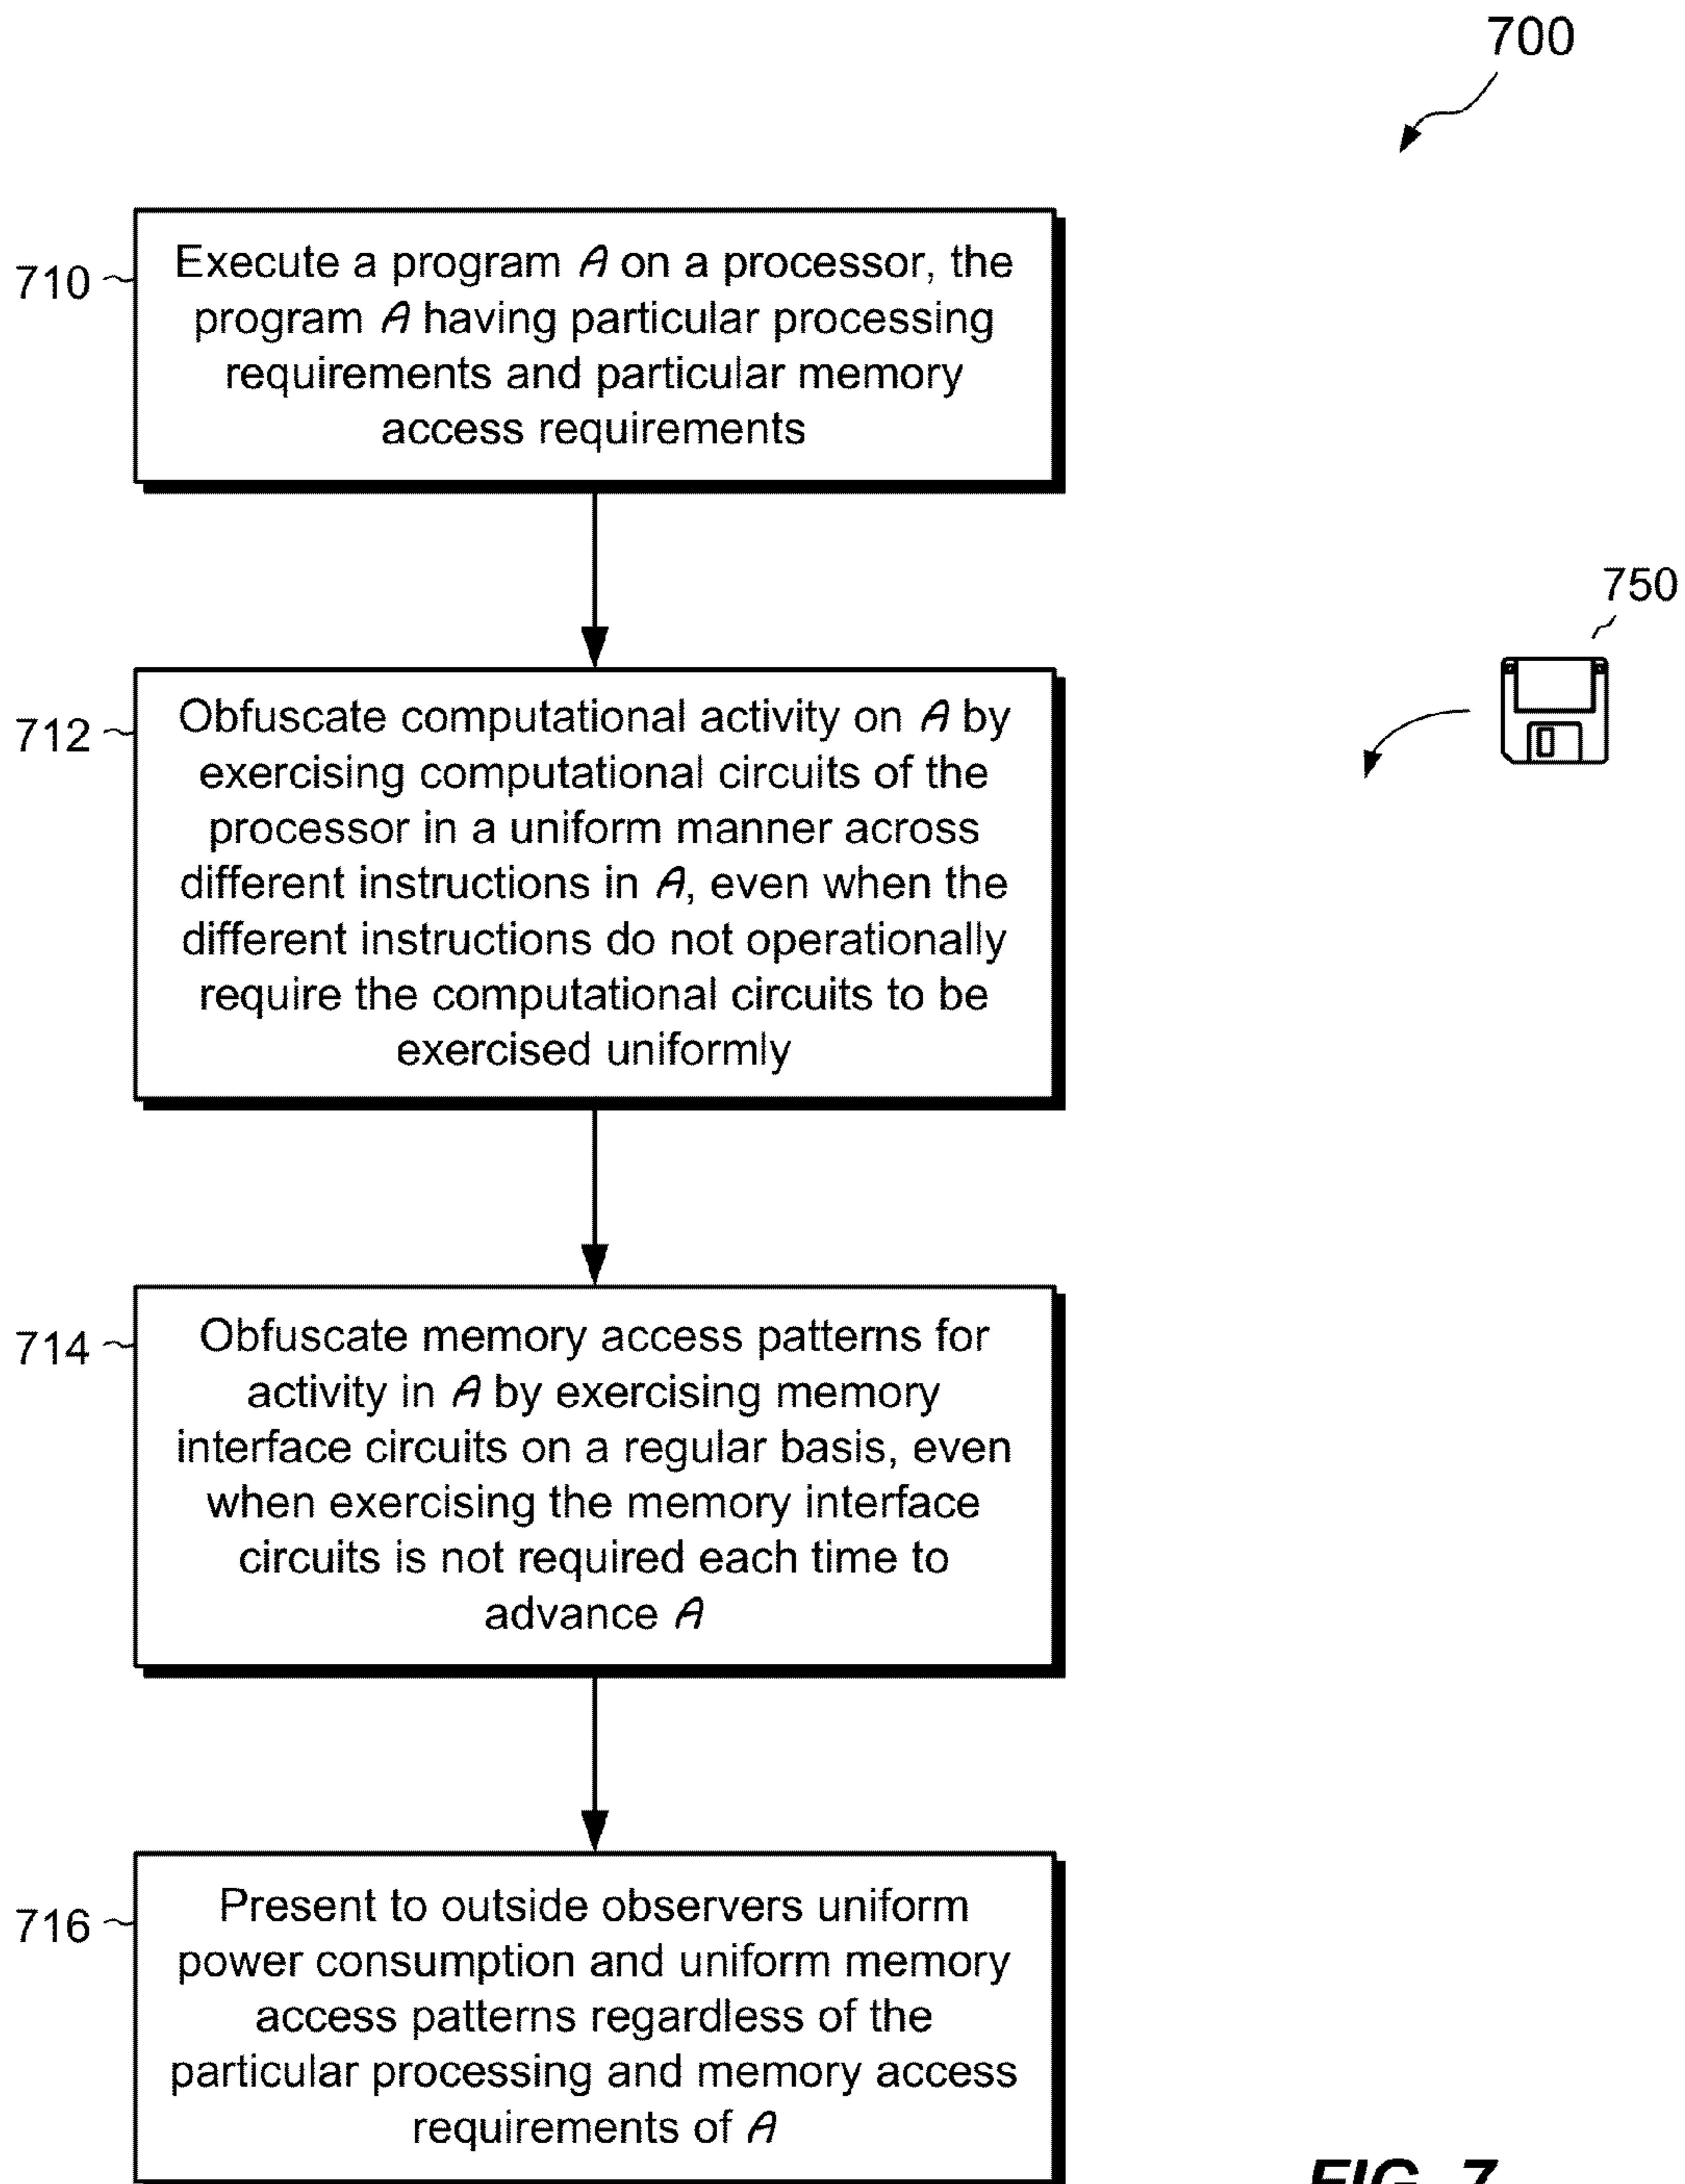 700
710
Execute a program A on a processor, the
program A having particular processing
requirements and particular memory
access requirements
750
712
Obfuscate computational activity on A by
exercising computational circuits of the
processor in a uniform manner across
different instructions in A, even when the
different instructions do not operationally
require the computational circuits to be
exercised uniformly
714
Obfuscate memory access patterns for
activity in A by exercising memory
interface circuits on a regular basis, even
when exercising the memory interface
circuits is not required each time to
advance A
716
Present to outside observers uniform
power consumption and uniform memory
access patterns regardless of the
particular processing and memory access
requirements of A
FIG. 7